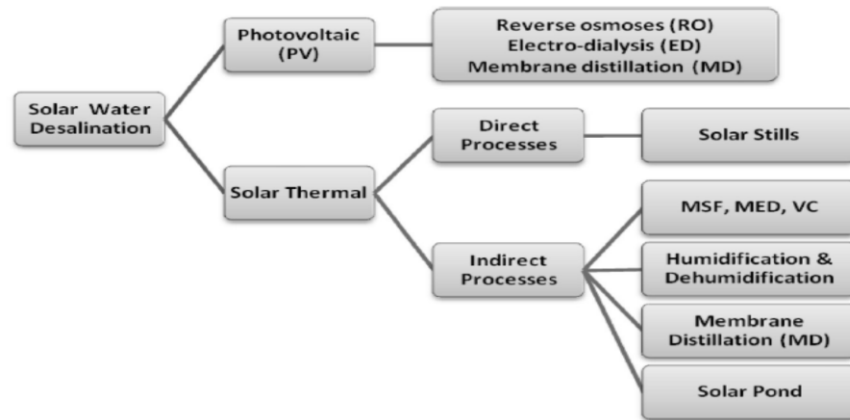 Photovoltaic
(PV)
Reverse osmoses (RO)
Electro-dialysis (ED)
Membrane distillation (MD)
Solar Water
Desalination
Direct
Processes
Solar Stills
Solar Thermal
MSF, MED, VC
Indirect
Processes
Humidification &
Dehumidification
Membrane
Distillation (MD)
Solar Pond